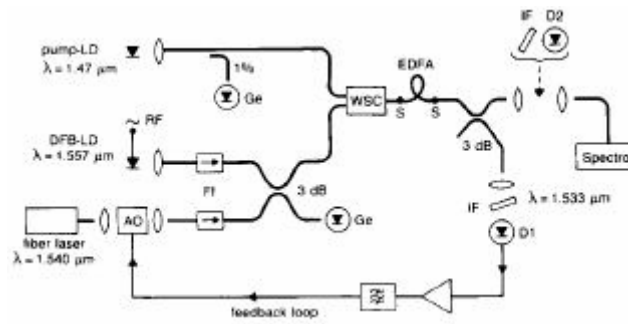 IF D2
pump-LD
λ = 1.47 μm
1%
Ge
EDFA
WSC
S S
3 dB
Spectro
DFB-LD
λ = 1.557 μm
RF
3 dB
Ge
AO
fiber laser
λ = 1.540 μm
IF
λ = 1.533 μm
D1
feedback loop